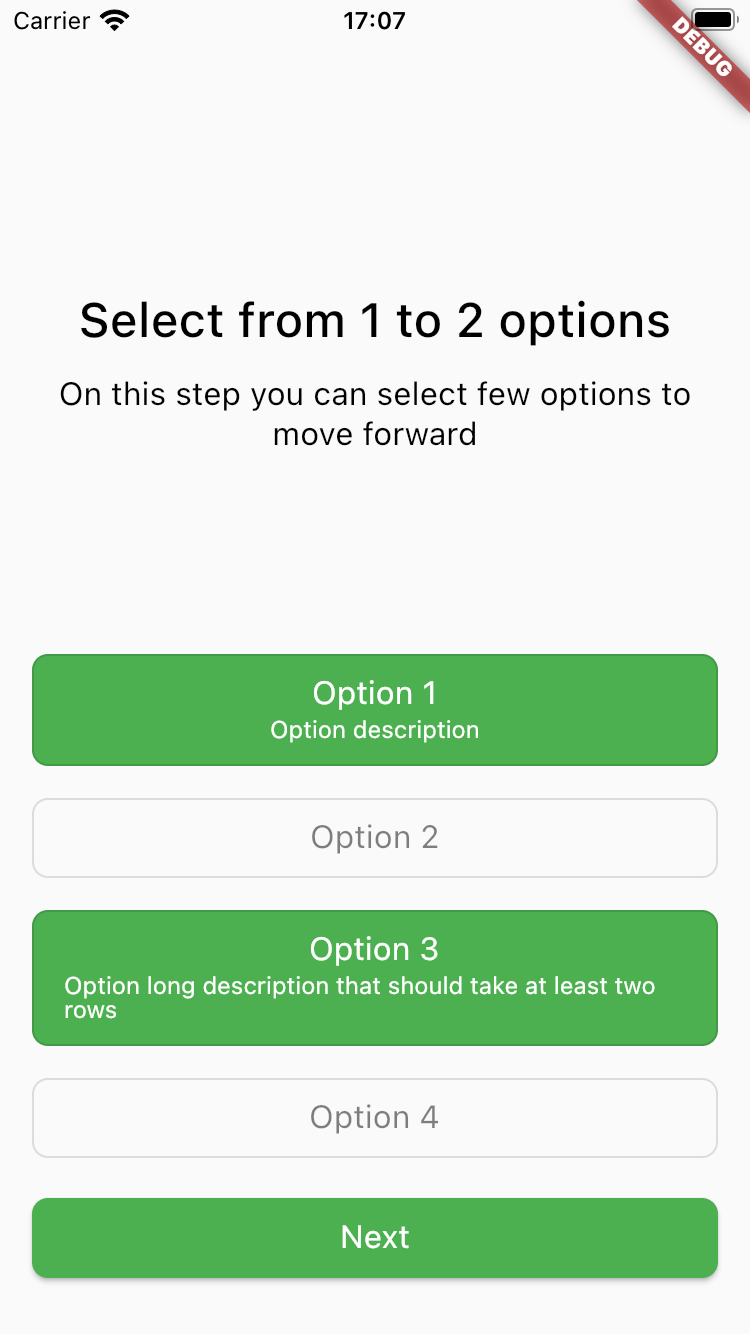 Carrier
17:07
DEBUG
Select from 1 to 2 options
On this step you can select few options to
move forward
Option 1
Option description
Option 2
Option 3
Option long description that should take at least two
rows
Option 4
Next